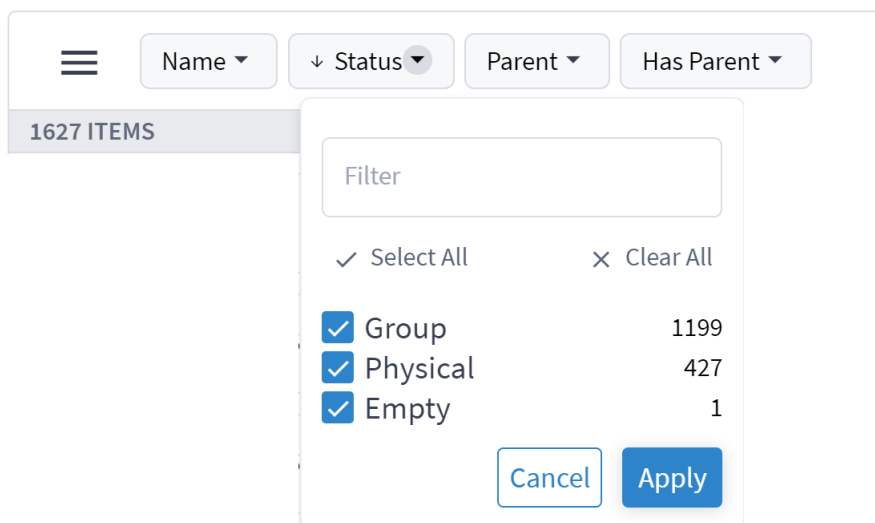 Name Status Parent Has Parent
1627 ITEMS
Filter
Select All Clear All
Group 1199
Physical 427
Empty 1
Cancel Apply